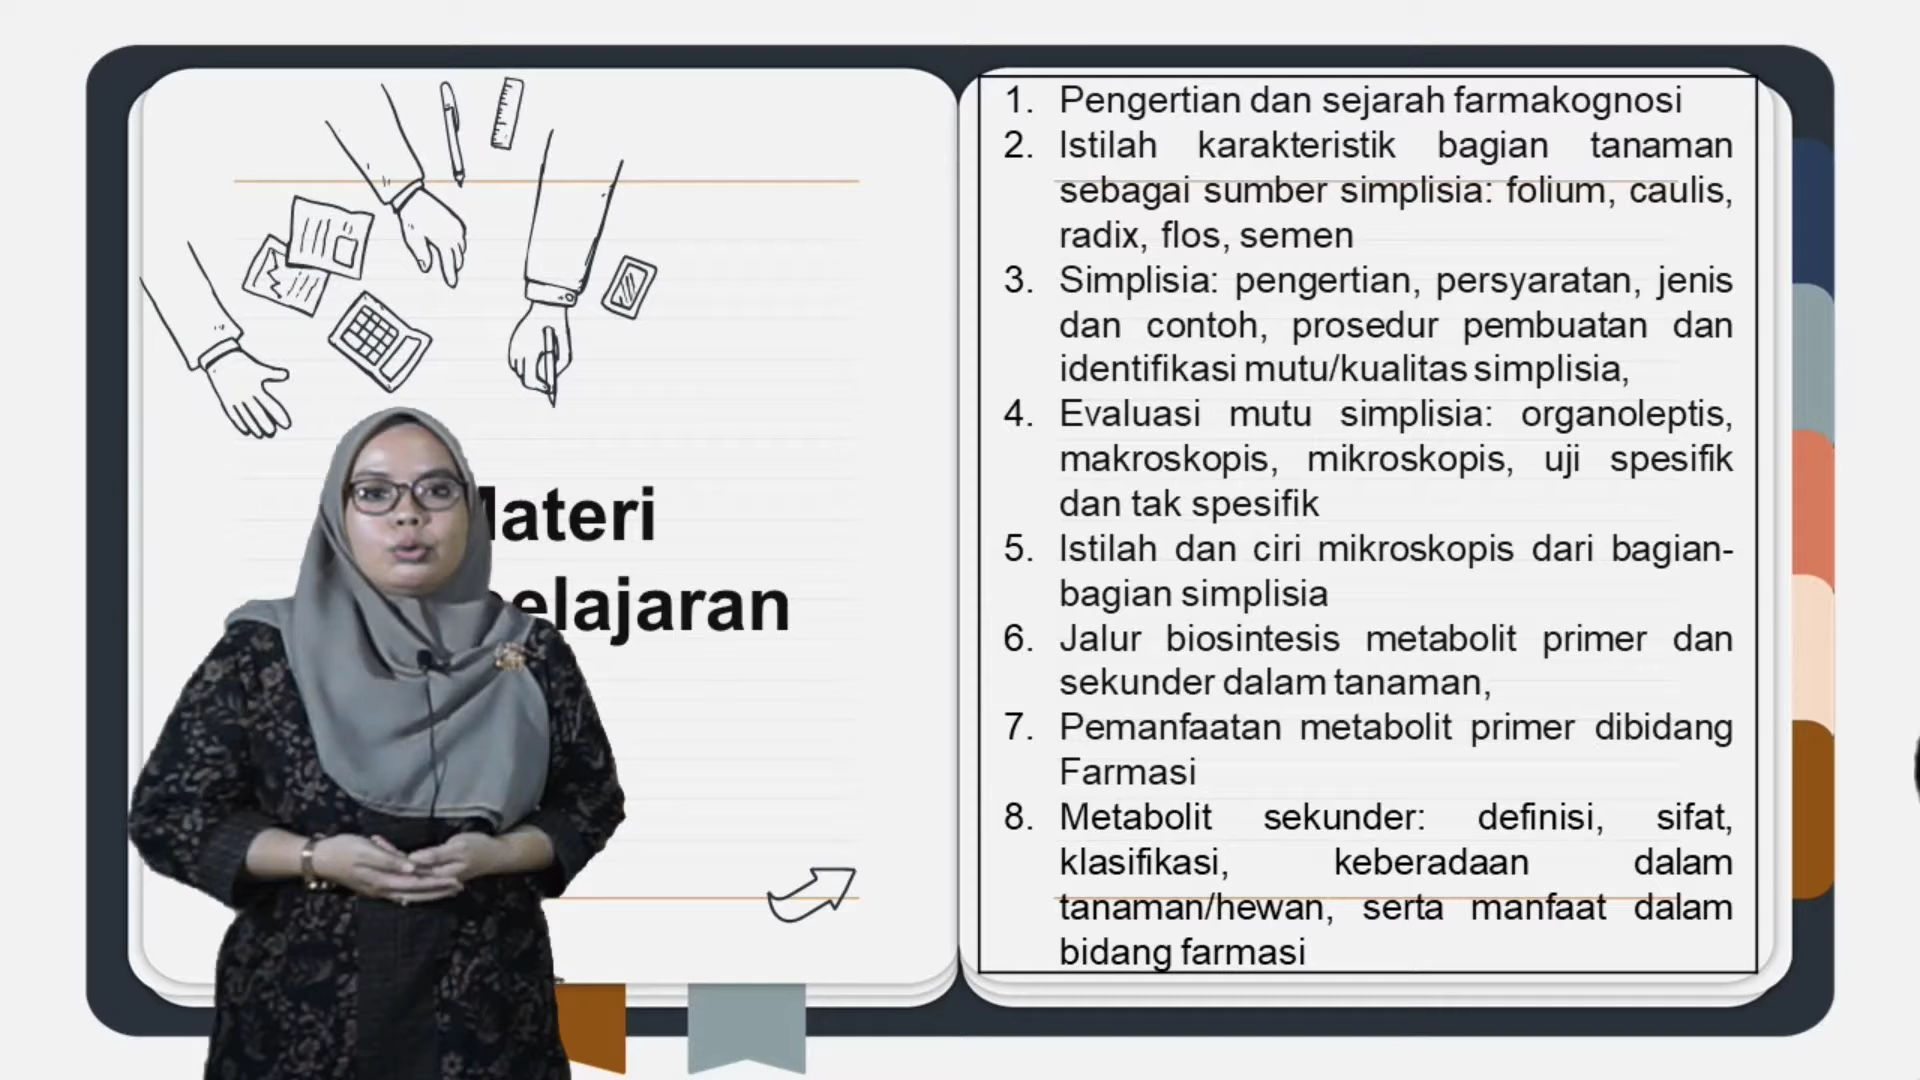 Materi
Pembelajaran
1. Pengertian dan sejarah farmakognosi
2. Istilah karakteristik bagian tanaman
sebagai sumber simplisia: folium, caulis,
radix, flos, semen
3. Simplisia: pengertian, persyaratan, jenis
dan contoh, prosedur pembuatan dan
identifikasi mutu/kualitas simplisia,
4. Evaluasi mutu simplisia: organoleptis,
makroskopis, mikroskopis, uji spesifik
dan tak spesifik
5. Istilah dan ciri mikroskopis dari bagian-
bagian simplisia
6. Jalur biosintesis metabolit primer dan
sekunder dalam tanaman,
7. Pemanfaatan metabolit primer dibidang
Farmasi
8. Metabolit sekunder: definisi, sifat,
klasifikasi, keberadaan dalam
tanaman/hewan, serta manfaat dalam
bidang farmasi